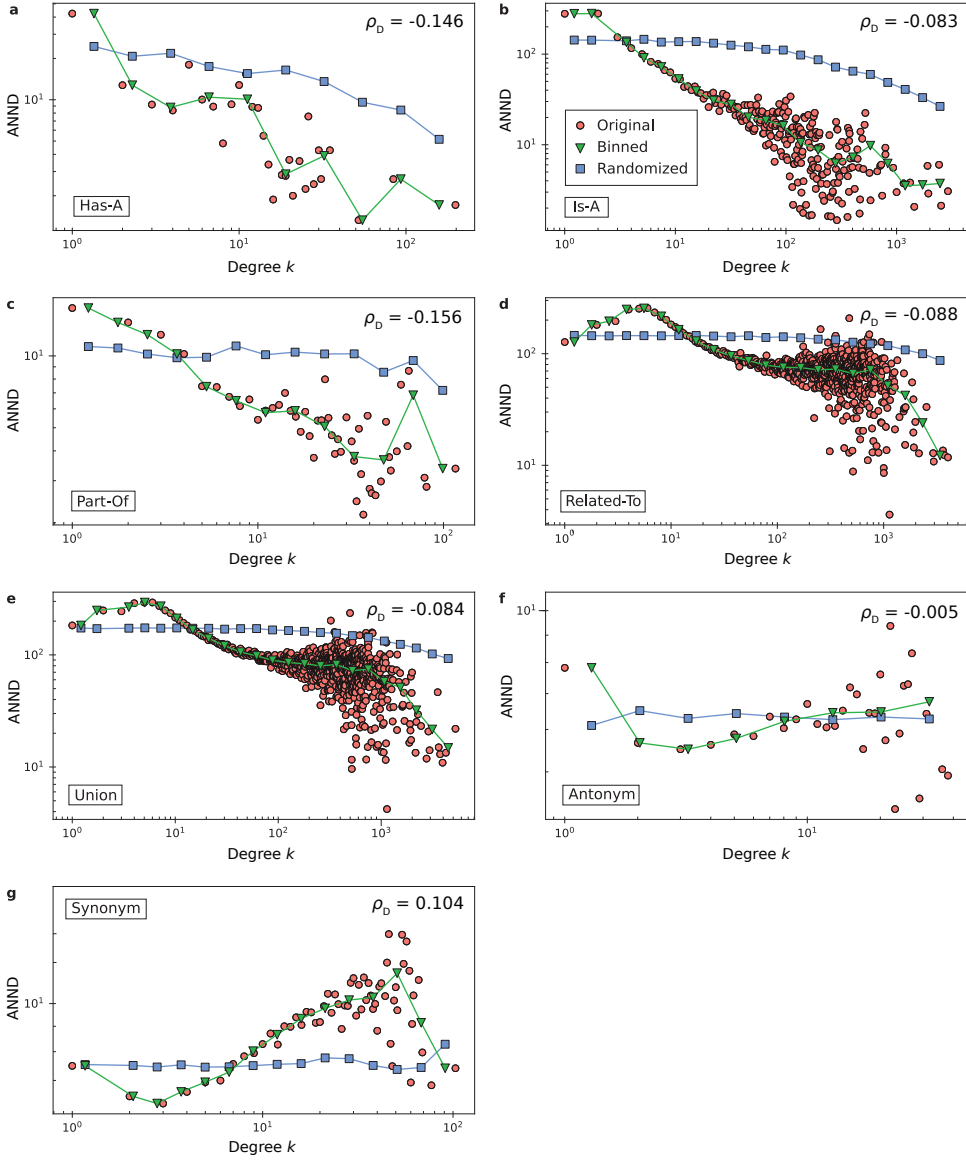 a
ρD = -0.146
ANND
10¹
Has-A
10⁰
10¹
10²
Degree k
b
ρD = -0.083
ANND
10²
10¹
Original
Binned
Randomized
Is-A
10⁰
10¹
10²
10³
Degree k
c
ρD = -0.156
ANND
10¹
Part-Of
10⁰
10¹
10²
Degree k
d
ρD = -0.088
ANND
10²
10¹
Related-To
10⁰
10¹
10²
10³
Degree k
e
ρD = -0.084
ANND
10²
10¹
Union
10⁰
10¹
10²
10³
Degree k
f
ρD = -0.005
ANND
10¹
Antonym
10⁰
10¹
Degree k
g
Synonym
ρD = 0.104
ANND
10¹
10⁰
10¹
10²
Degree k